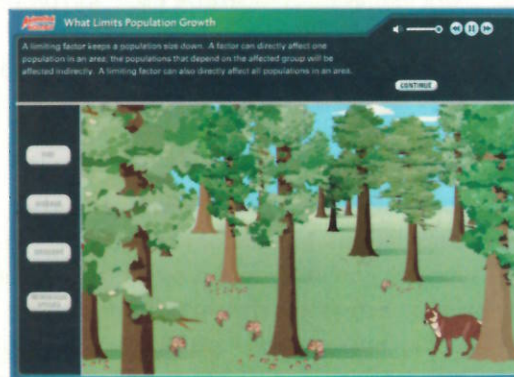 What Limits Population Growth
A limiting factor keeps a population size down. A factor can directly affect one
population in an area; the populations that depend on the affected group will be
affected indirectly. A limiting factor can also directly affect all populations in an area.
CONTINUE